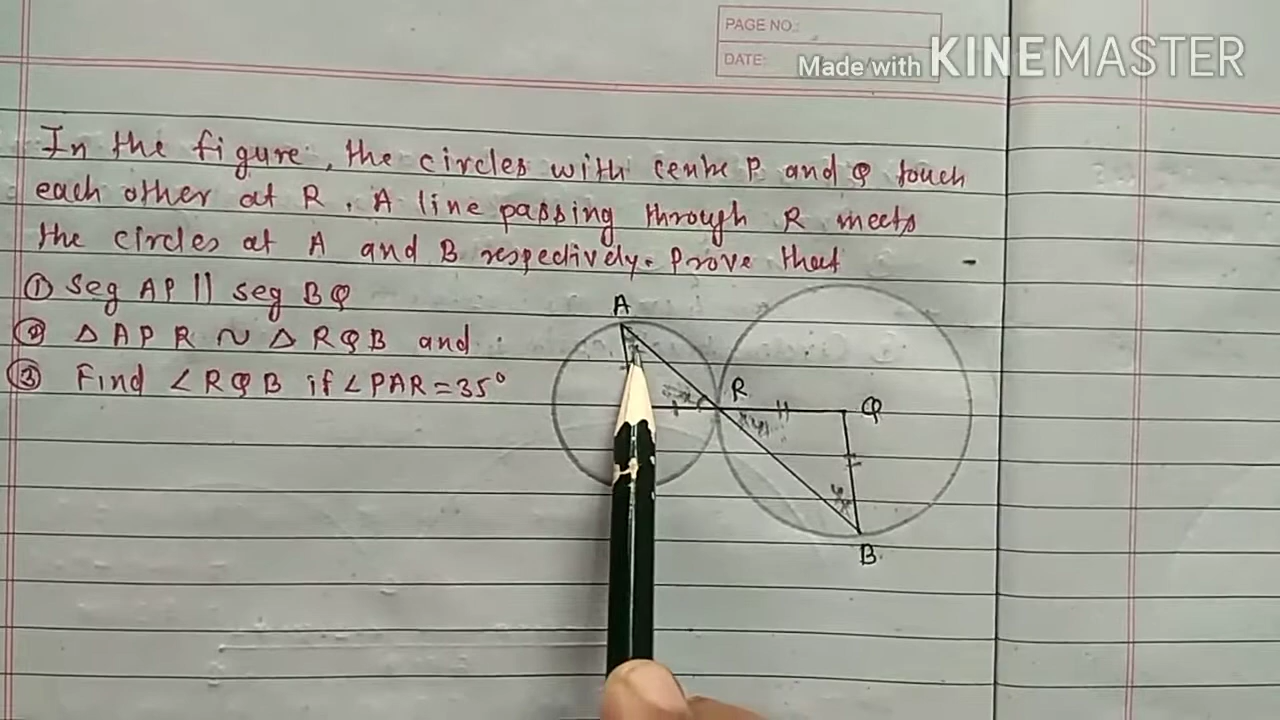 PAGE NO.:
DATE:
Made with KINEMASTER
In the figure, the circles with centre P and Q touch
each other at R. A line passing through R meets
the circles at A and B respectively. Prove that -
① Seg AP || seg BQ
② △ APR ~ △ RQB and
③ Find ∠RQB if ∠PAR = 35°
A
R
Q
B